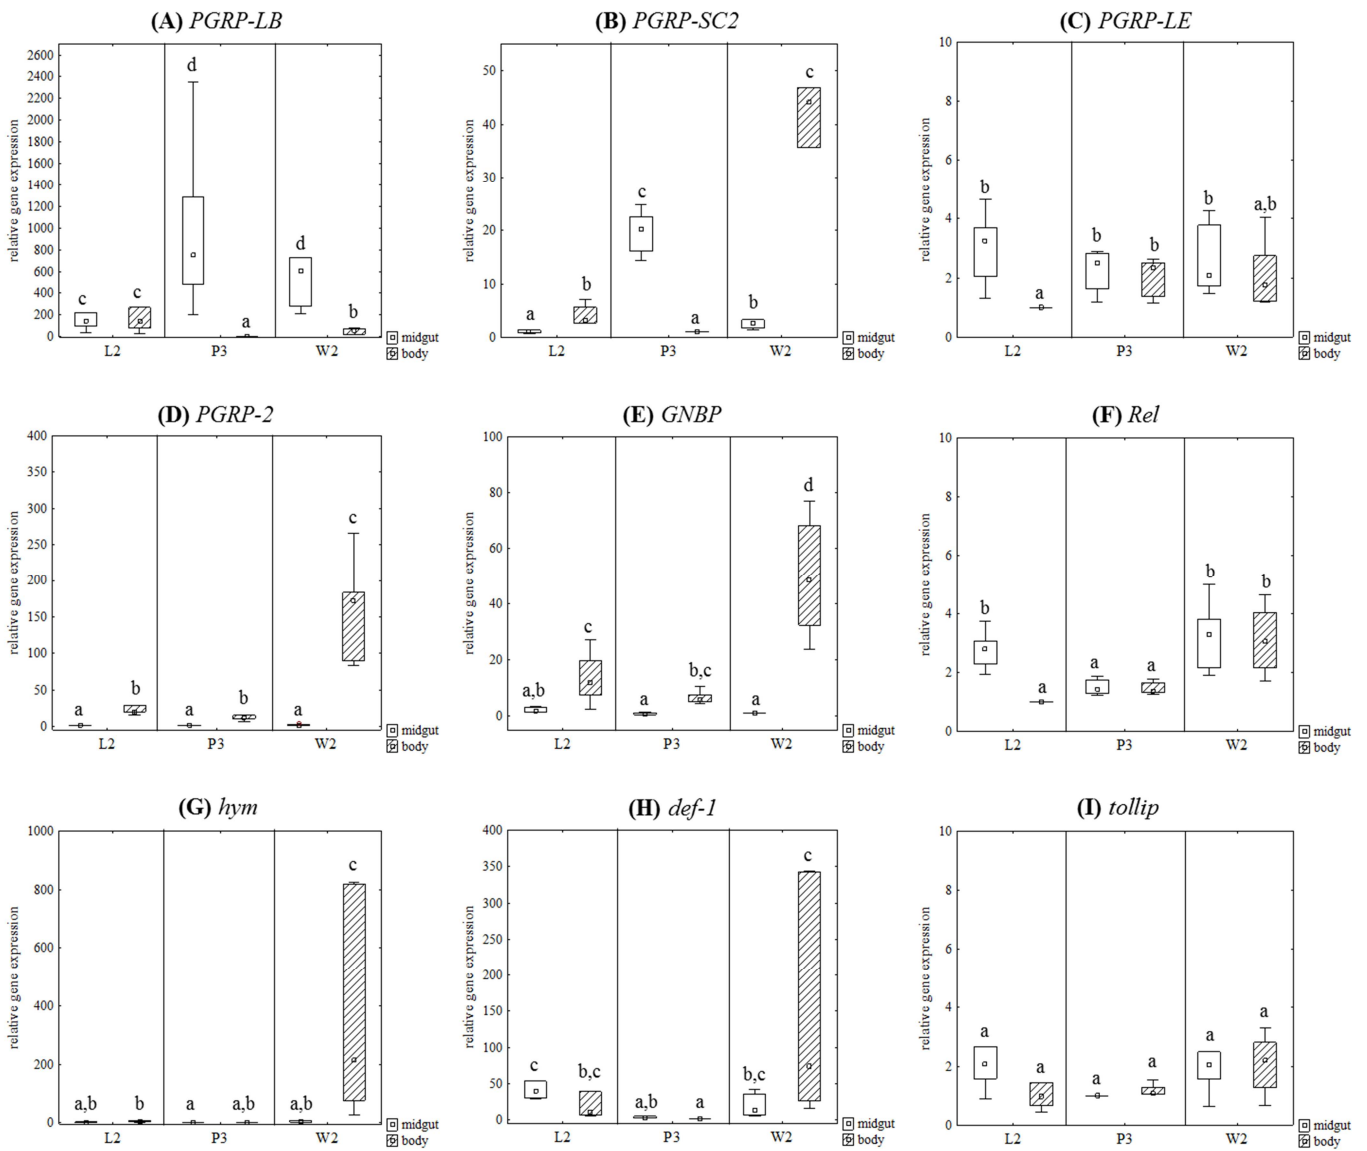 (A) PGRP-LB
relative gene expression
2600
2400
2200
2000
1800
1600
1400
1200
1000
800
600
400
200
0
c
c
d
a
d
b
L2
P3
W2
midgut
body
(B) PGRP-SC2
relative gene expression
50
40
30
20
10
0
a
b
c
a
b
c
L2
P3
W2
midgut
body
(C) PGRP-LE
relative gene expression
10
8
6
4
2
0
b
a
b
b
b
a,b
L2
P3
W2
midgut
body
(D) PGRP-2
relative gene expression
400
350
300
250
200
150
100
50
0
a
b
a
b
a
c
L2
P3
W2
midgut
body
(E) GNBP
relative gene expression
100
80
60
40
20
0
a,b
c
a
b,c
a
d
L2
P3
W2
midgut
body
(F) Rel
relative gene expression
10
8
6
4
2
0
b
a
a
a
b
b
L2
P3
W2
midgut
body
(G) hym
relative gene expression
1000
800
600
400
200
0
a,b
b
a
a,b
a,b
c
L2
P3
W2
midgut
body
(H) def-1
relative gene expression
400
350
300
250
200
150
100
50
0
c
b,c
a,b
a
b,c
c
L2
P3
W2
midgut
body
(I) tollip
relative gene expression
10
8
6
4
2
0
a
a
a
a
a
a
L2
P3
W2
midgut
body